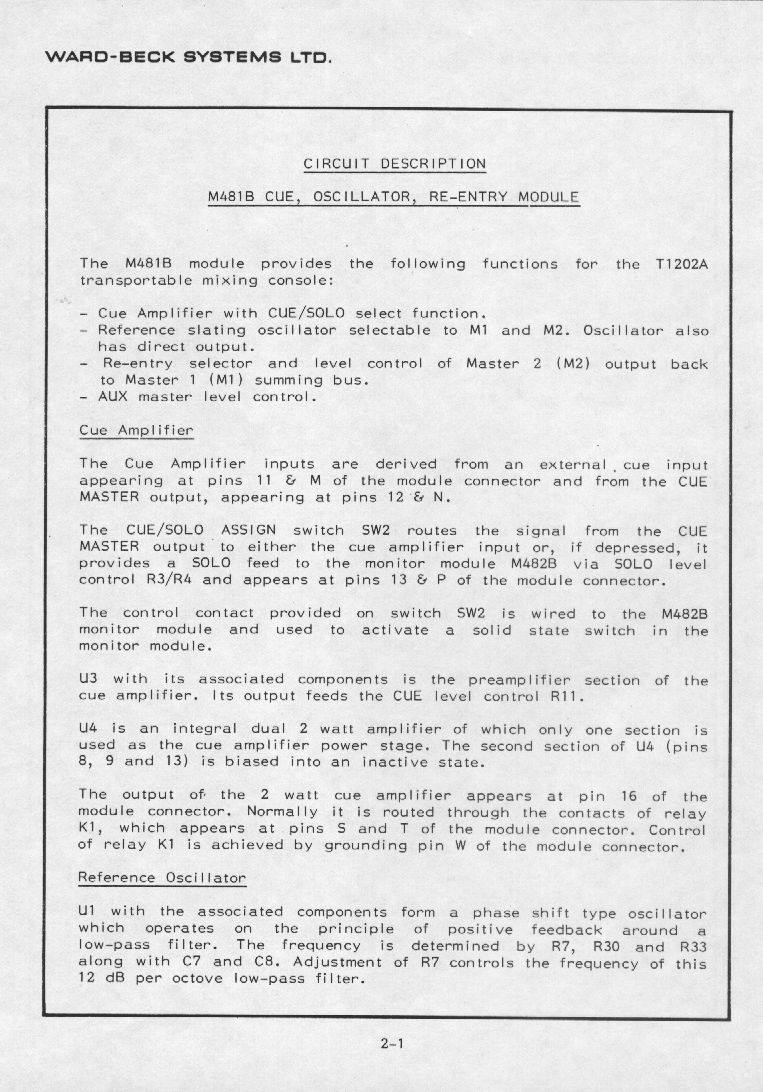 WARD-BECK SYSTEMS LTD.
CIRCUIT DESCRIPTION
M481B CUE, OSCILLATOR, RE-ENTRY MODULE
The M481B module provides the following functions for the T1202A
transportable mixing console:
- Cue Amplifier with CUE/SOLO select function.
- Reference slating oscillator selectable to M1 and M2. Oscillator also
has direct output.
- Re-entry selector and level control of Master 2 (M2) output back
to Master 1 (M1) summing bus.
- AUX master level control.
Cue Amplifier
The Cue Amplifier inputs are derived from an external cue input
appearing at pins 11 & M of the module connector and from the CUE
MASTER output, appearing at pins 12 & N.
The CUE/SOLO ASSIGN switch SW2 routes the signal from the CUE
MASTER output to either the cue amplifier input or, if depressed, it
provides a SOLO feed to the monitor module M482B via SOLO level
control R3/R4 and appears at pins 13 & P of the module connector.
The control contact provided on switch SW2 is wired to the M482B
monitor module and used to activate a solid state switch in the
monitor module.
U3 with its associated components is the preamplifier section of the
cue amplifier. Its output feeds the CUE level control R11.
U4 is an integral dual 2 watt amplifier of which only one section is
used as the cue amplifier power stage. The second section of U4 (pins
8, 9 and 13) is biased into an inactive state.
The output of the 2 watt cue amplifier appears at pin 16 of the
module connector. Normally it is routed through the contacts of relay
K1, which appears at pins S and T of the module connector. Control
of relay K1 is achieved by grounding pin W of the module connector.
Reference Oscillator
U1 with the associated components form a phase shift type oscillator
which operates on the principle of positive feedback around a
low-pass filter. The frequency is determined by R7, R30 and R33
along with C7 and C8. Adjustment of R7 controls the frequency of this
12 dB per octove low-pass filter.
2-1